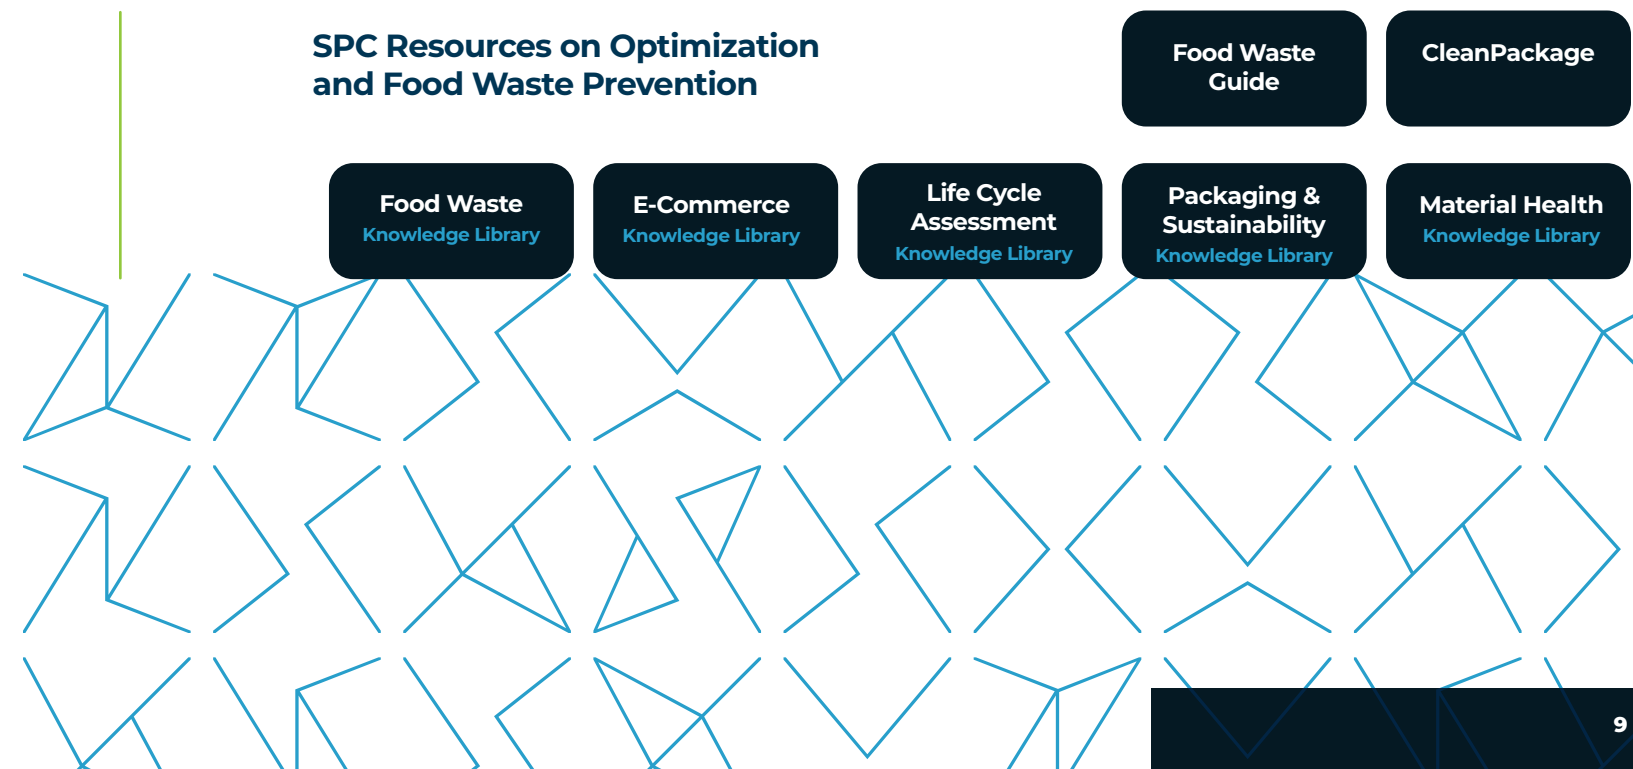 SPC Resources on Optimization
and Food Waste Prevention
Food Waste
Guide
CleanPackage
Food Waste
Knowledge Library
E-Commerce
Knowledge Library
Life Cycle
Assessment
Knowledge Library
Packaging &
Sustainability
Knowledge Library
Material Health
Knowledge Library
9